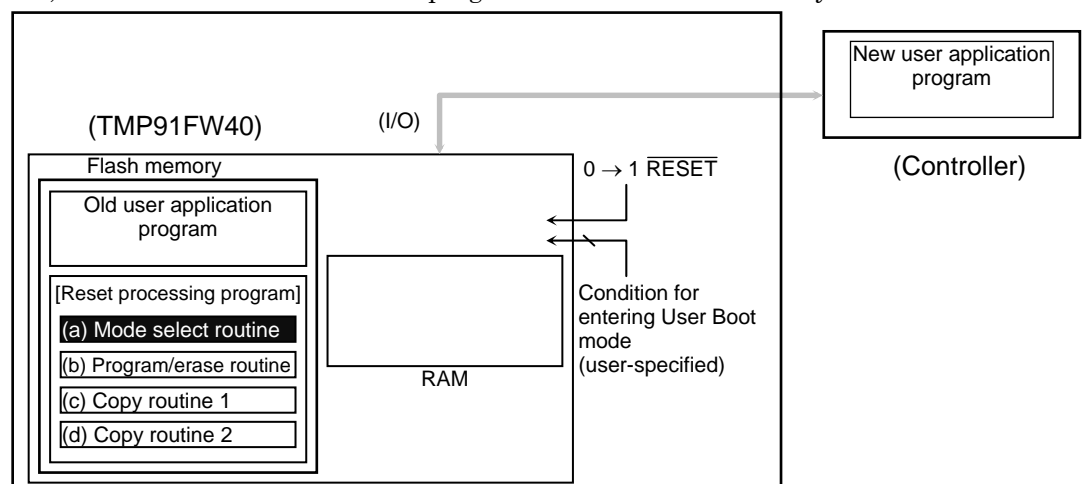 New user application
program
(TMP91FW40)
(I/O)
(Controller)
Flash memory
0 → 1 RESET
Old user application
program
[Reset processing program]
(a) Mode select routine
(b) Program/erase routine
(c) Copy routine 1
(d) Copy routine 2
RAM
Condition for
entering User Boot
mode
(user-specified)